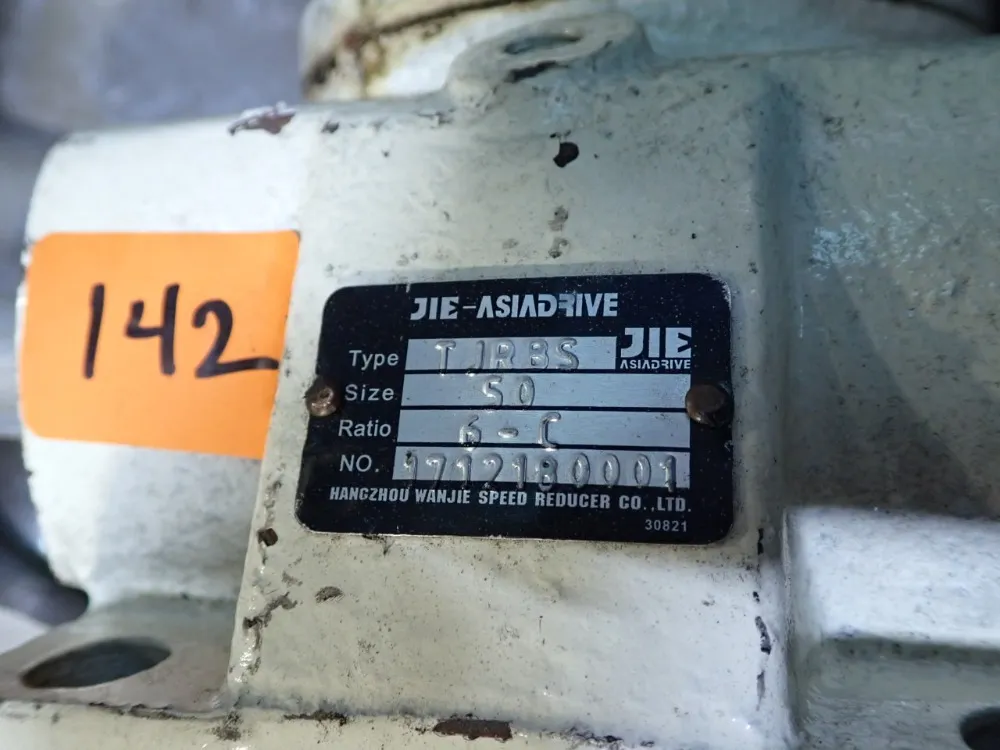 142
JIE-ASIADRIVE
Type TJRBS
JIE
ASIADRIVE
Size 50
Ratio 6-C
NO. 1712180001
HANGZHOU WANJIE SPEED REDUCER CO.,LTD.
30821